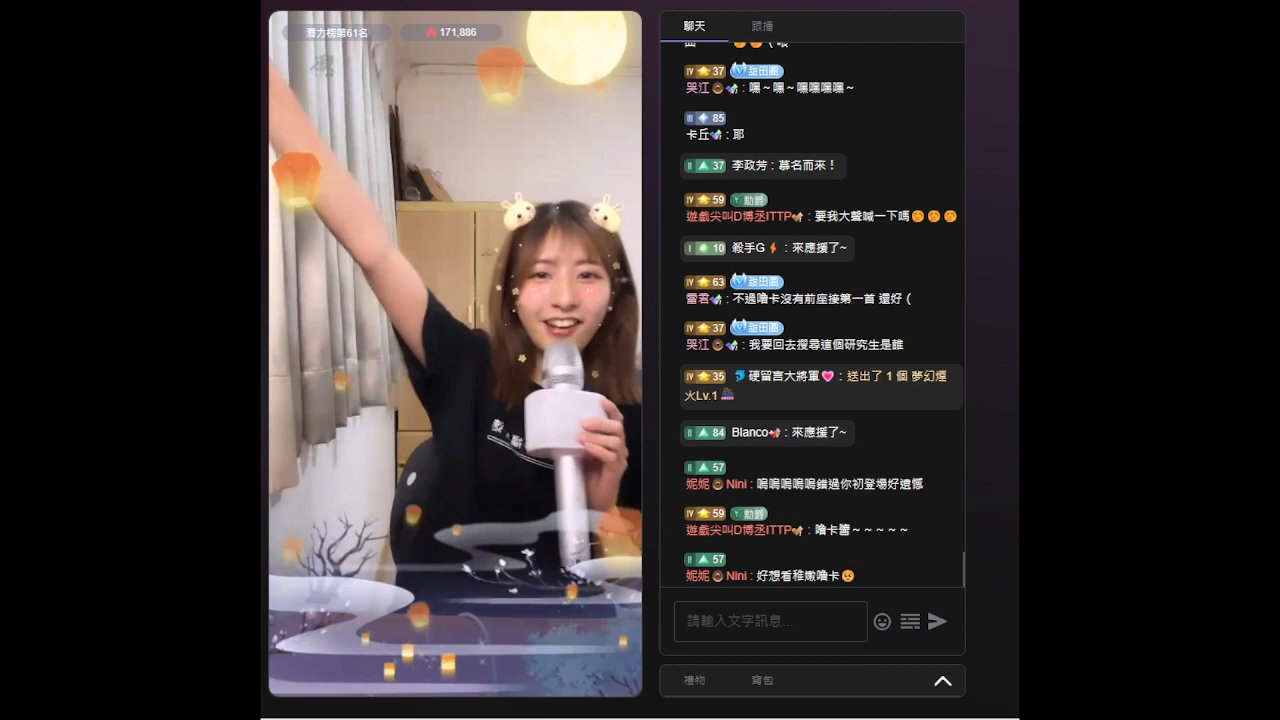 潛力榜第61名
171,886
聊天
跟播
IV 37 甜田圈
哭江 : 嘿～嘿～嘿嘿嘿嘿～
III 85
卡丘 : 耶
II 37 李政芳 : 慕名而來！
IV 59 勳爵
遊戲尖叫D博丞ITTP : 要我大聲喊一下嗎
I 10 殺手G : 來應援了~
IV 63 甜田圈
雷君 : 不過嚕卡沒有前座接第一首 還好 (
IV 37 甜田圈
哭江 : 我要回去搜尋這個研究生是誰
IV 35 硬留言大將軍 : 送出了 1 個 夢幻煙
火Lv.1
II 84 Blanco : 來應援了~
II 57
妮妮 Nini : 嗚嗚嗚嗚嗚錯過你初登場好遺憾
IV 59 勳爵
遊戲尖叫D博丞ITTP : 嚕卡醬～～～～～
II 57
妮妮 Nini : 好想看稚嫩嚕卡
請輸入文字訊息...
禮物
背包